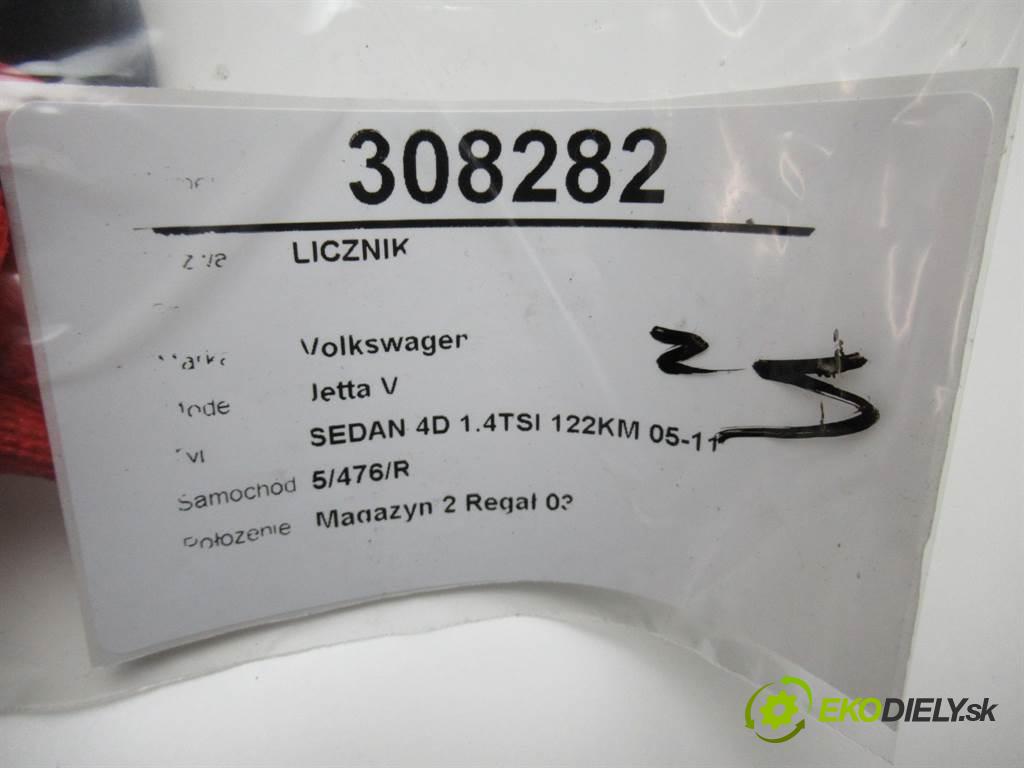 308282
LICZNIK
Volkswagen
Jetta V
SEDAN 4D 1.4TSI 122KM 05-11
Samochód 5/476/R
Położenie Magazyn 2 Regał 03
25
EKODIELY.sk